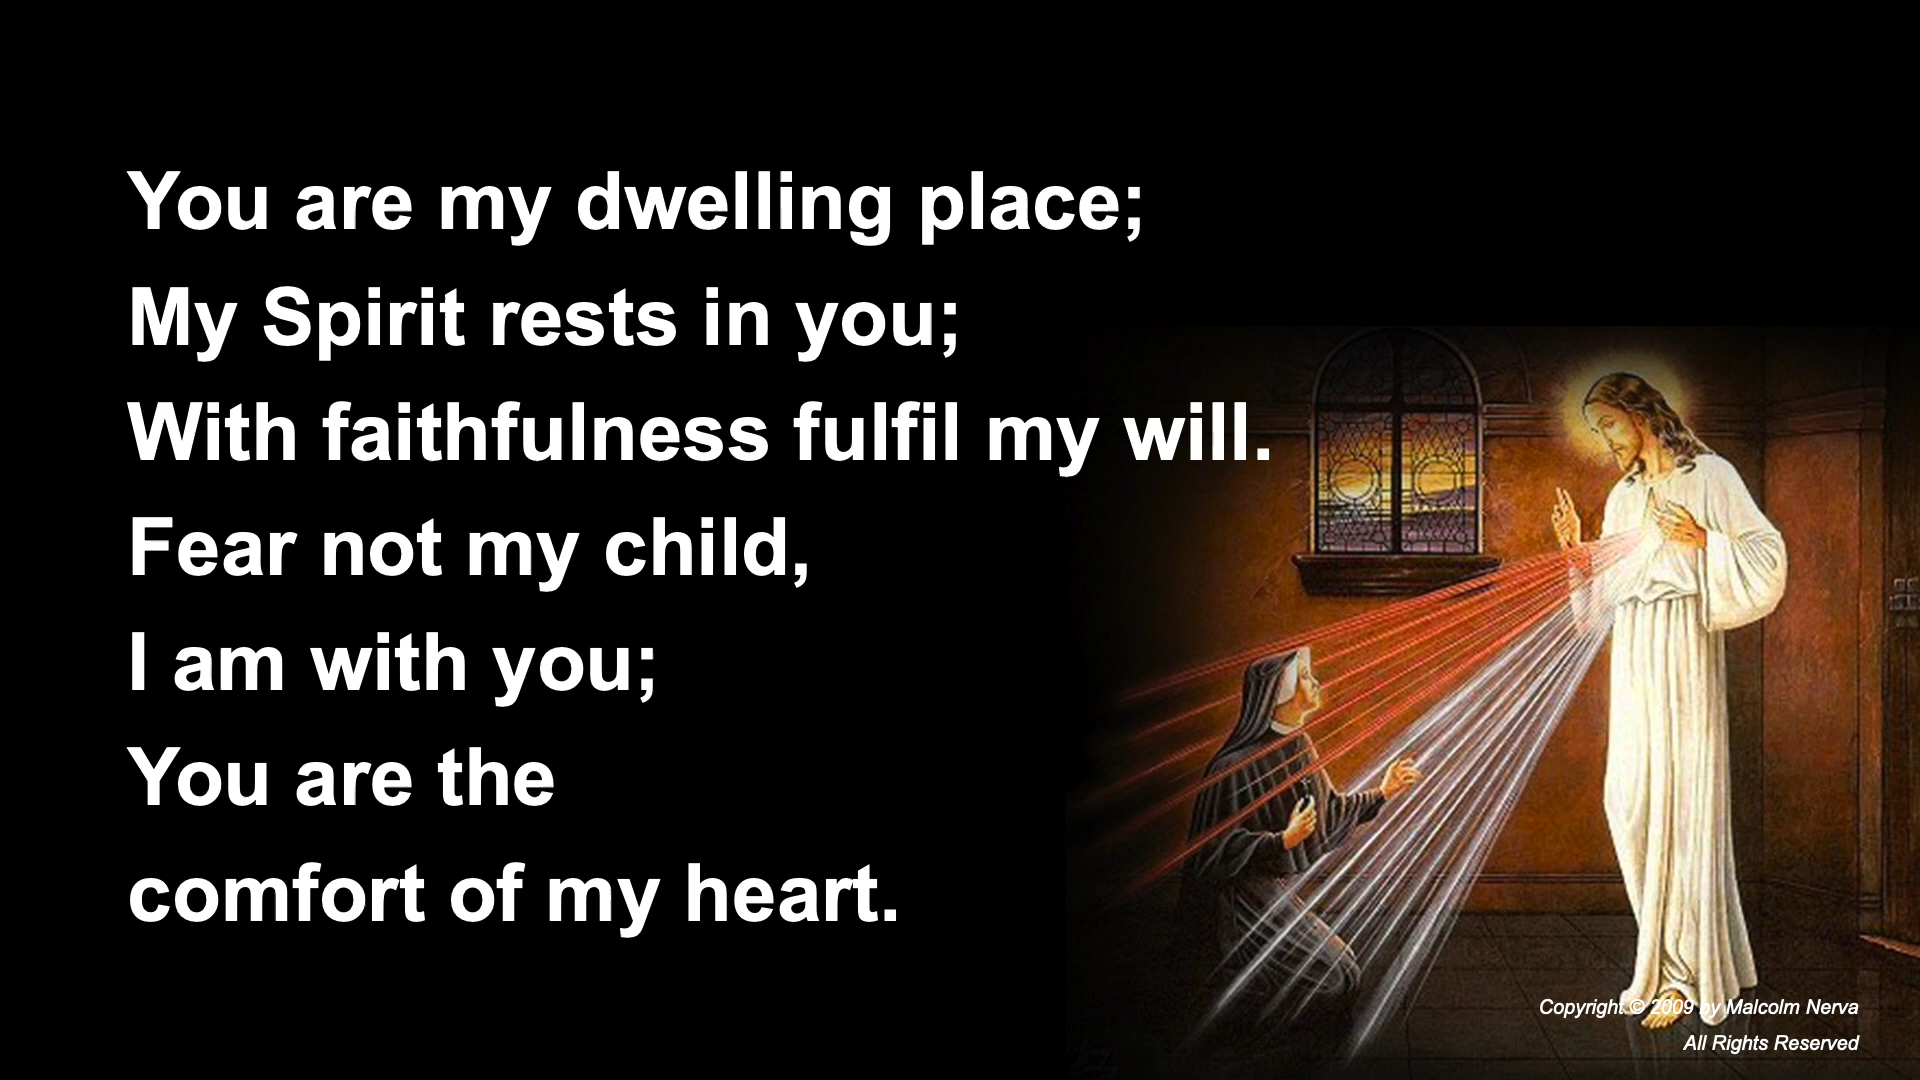 You are my dwelling place;
My Spirit rests in you;
With faithfulness fulfil my will.
Fear not my child,
I am with you;
You are the
comfort of my heart.
Copyright © 2009 by Malcolm Nerva
All Rights Reserved